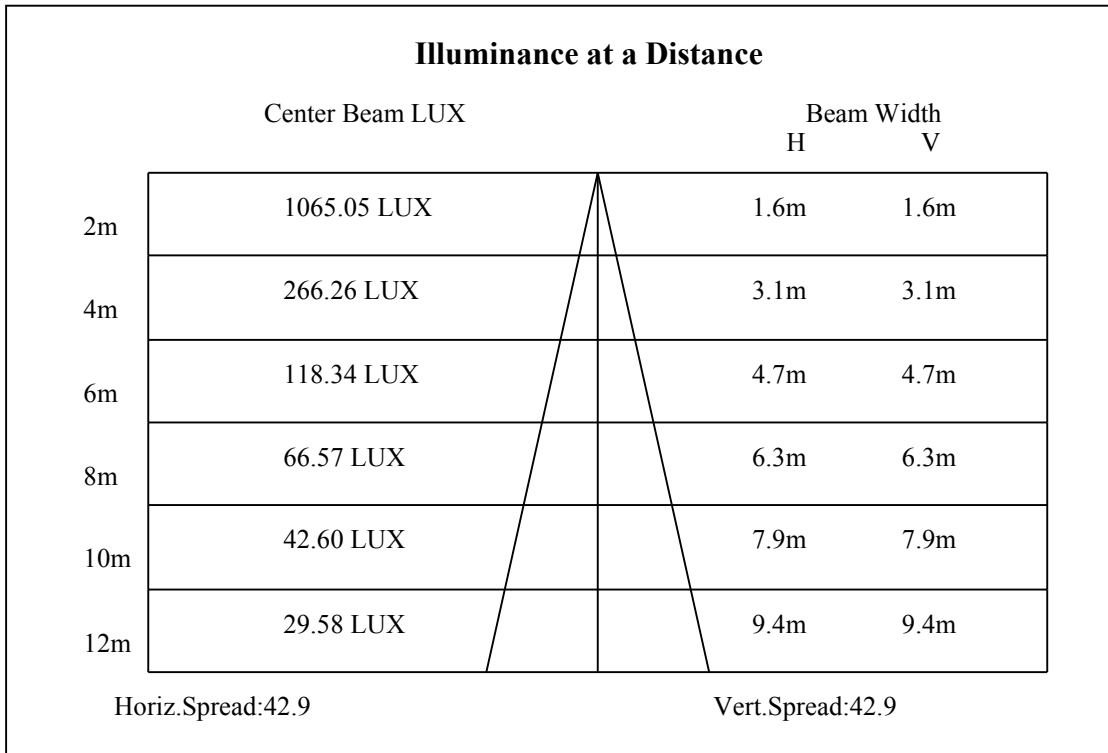 Illuminance at a Distance
Center Beam LUX Beam Width
H V
2m 1065.05 LUX 1.6m 1.6m
4m 266.26 LUX 3.1m 3.1m
6m 118.34 LUX 4.7m 4.7m
8m 66.57 LUX 6.3m 6.3m
10m 42.60 LUX 7.9m 7.9m
12m 29.58 LUX 9.4m 9.4m
Horiz.Spread:42.9 Vert.Spread:42.9